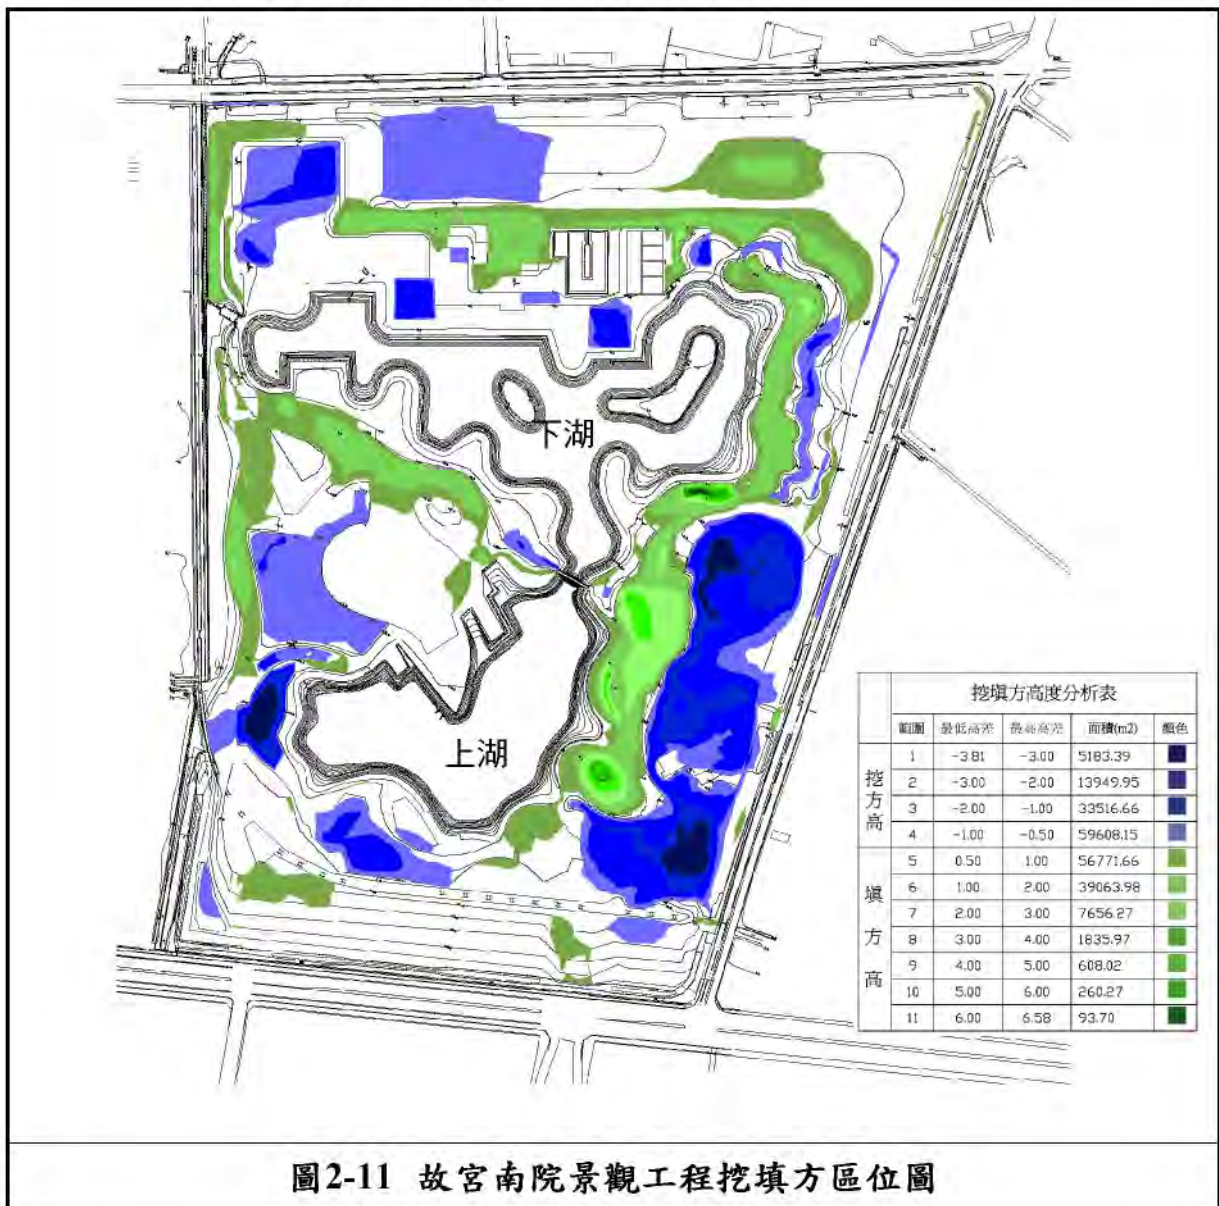 下湖
上湖
挖填方高度分析表
範圍 最低高差 最高高差 面積(m2) 顏色
挖方高
1 -3.81 -3.00 5183.39
2 -3.00 -2.00 13949.95
3 -2.00 -1.00 33516.66
4 -1.00 -0.50 59608.15
填方高
5 0.50 1.00 56771.66
6 1.00 2.00 39063.98
7 2.00 3.00 7656.27
8 3.00 4.00 1835.97
9 4.00 5.00 608.02
10 5.00 6.00 260.27
11 6.00 6.58 93.70
圖2-11 故宮南院景觀工程挖填方區位圖